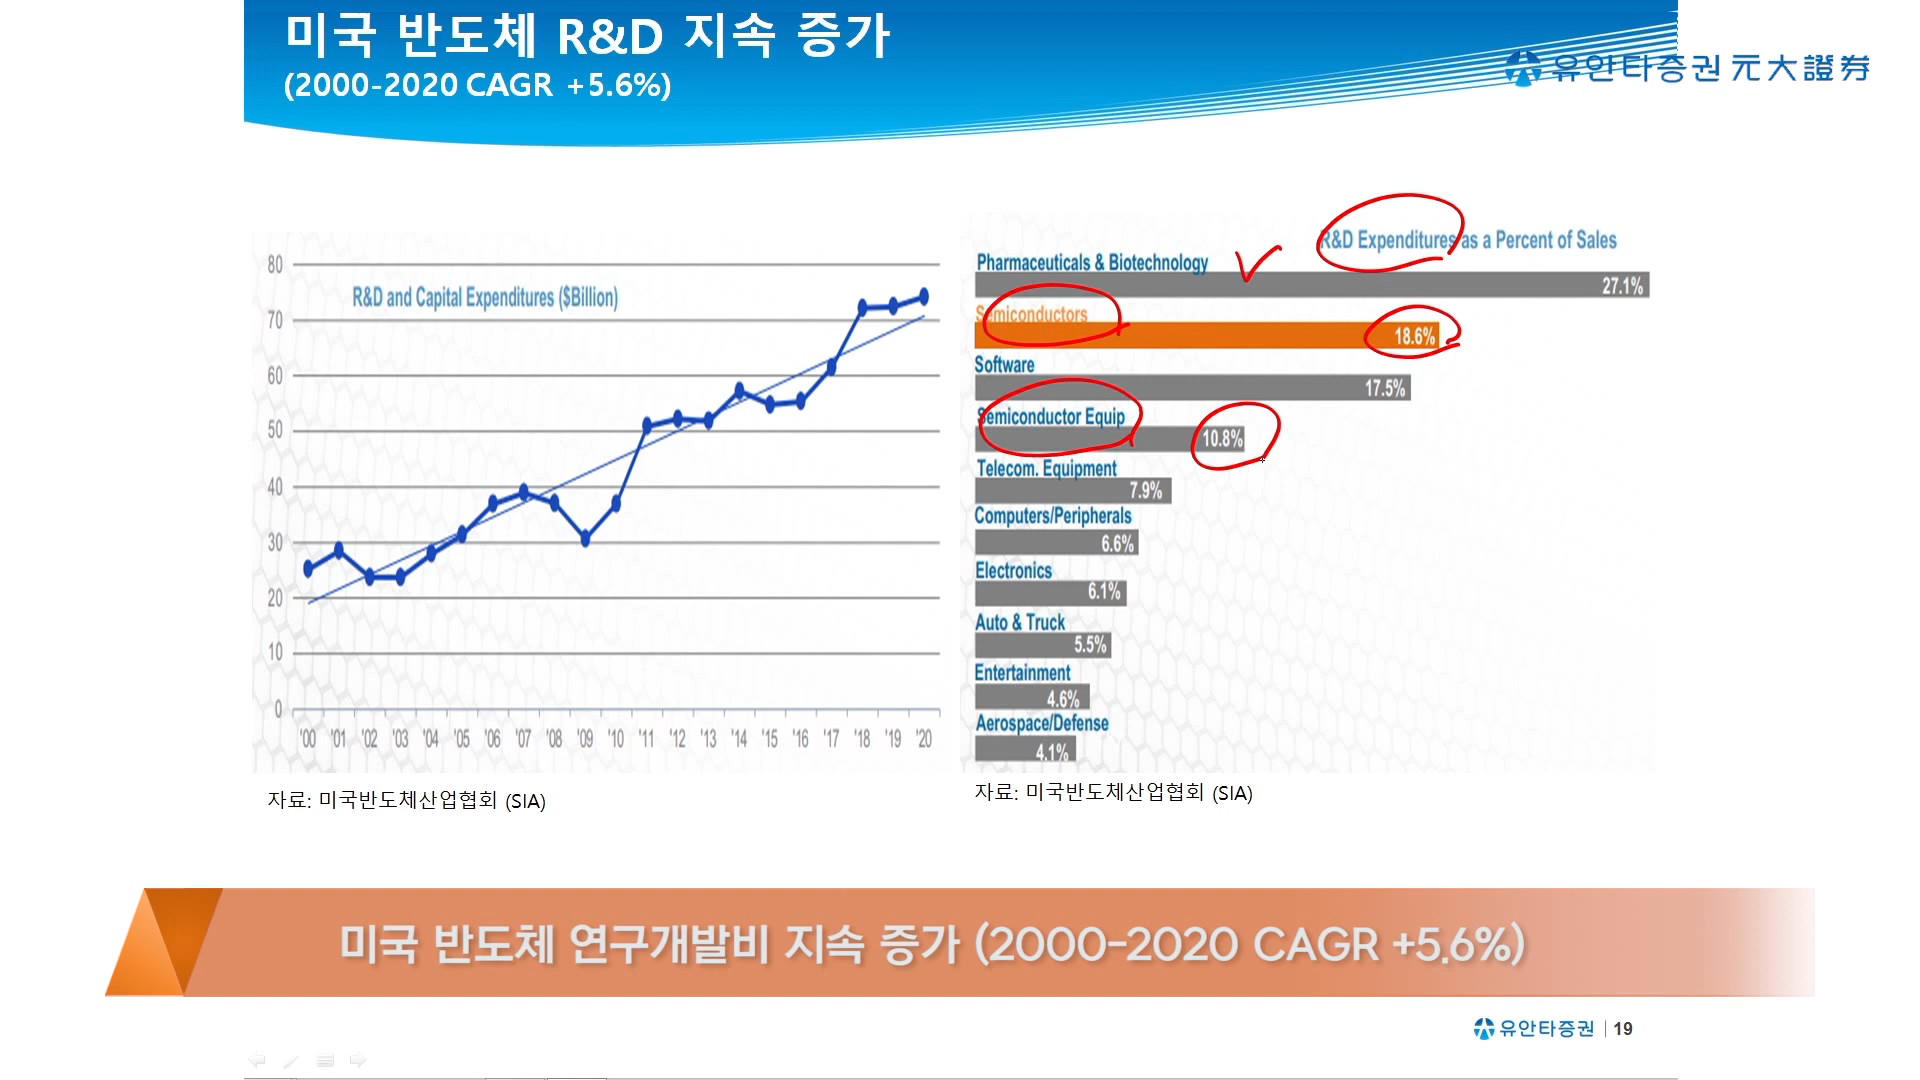 미국 반도체 R&D 지속 증가
(2000-2020 CAGR +5.6%)
유안타증권 元大證券
R&D and Capital Expenditures ($Billion)
80
70
60
50
40
30
20
10
0
'00 '01 '02 '03 '04 '05 '06 '07 '08 '09 '10 '11 '12 '13 '14 '15 '16 '17 '18 '19 '20
자료: 미국반도체산업협회 (SIA)
R&D Expenditures as a Percent of Sales
Pharmaceuticals & Biotechnology
27.1%
Semiconductors
18.6%
Software
17.5%
Semiconductor Equip
10.8%
Telecom. Equipment
7.9%
Computers/Peripherals
6.6%
Electronics
6.1%
Auto & Truck
5.5%
Entertainment
4.6%
Aerospace/Defense
4.1%
자료: 미국반도체산업협회 (SIA)
미국 반도체 연구개발비 지속 증가 (2000-2020 CAGR +5.6%)
유안타증권 | 19